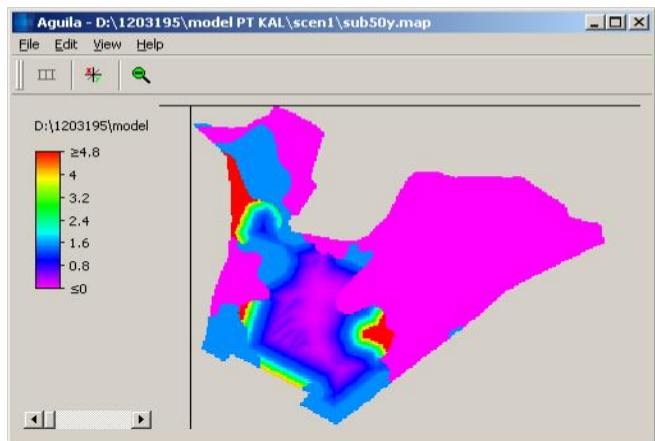 Aguila - D:\1203195\model PT KAL\scen1\sub50y.map
File Edit View Help
D:\1203195\model
≥4.8
4
3.2
2.4
1.6
0.8
≤0